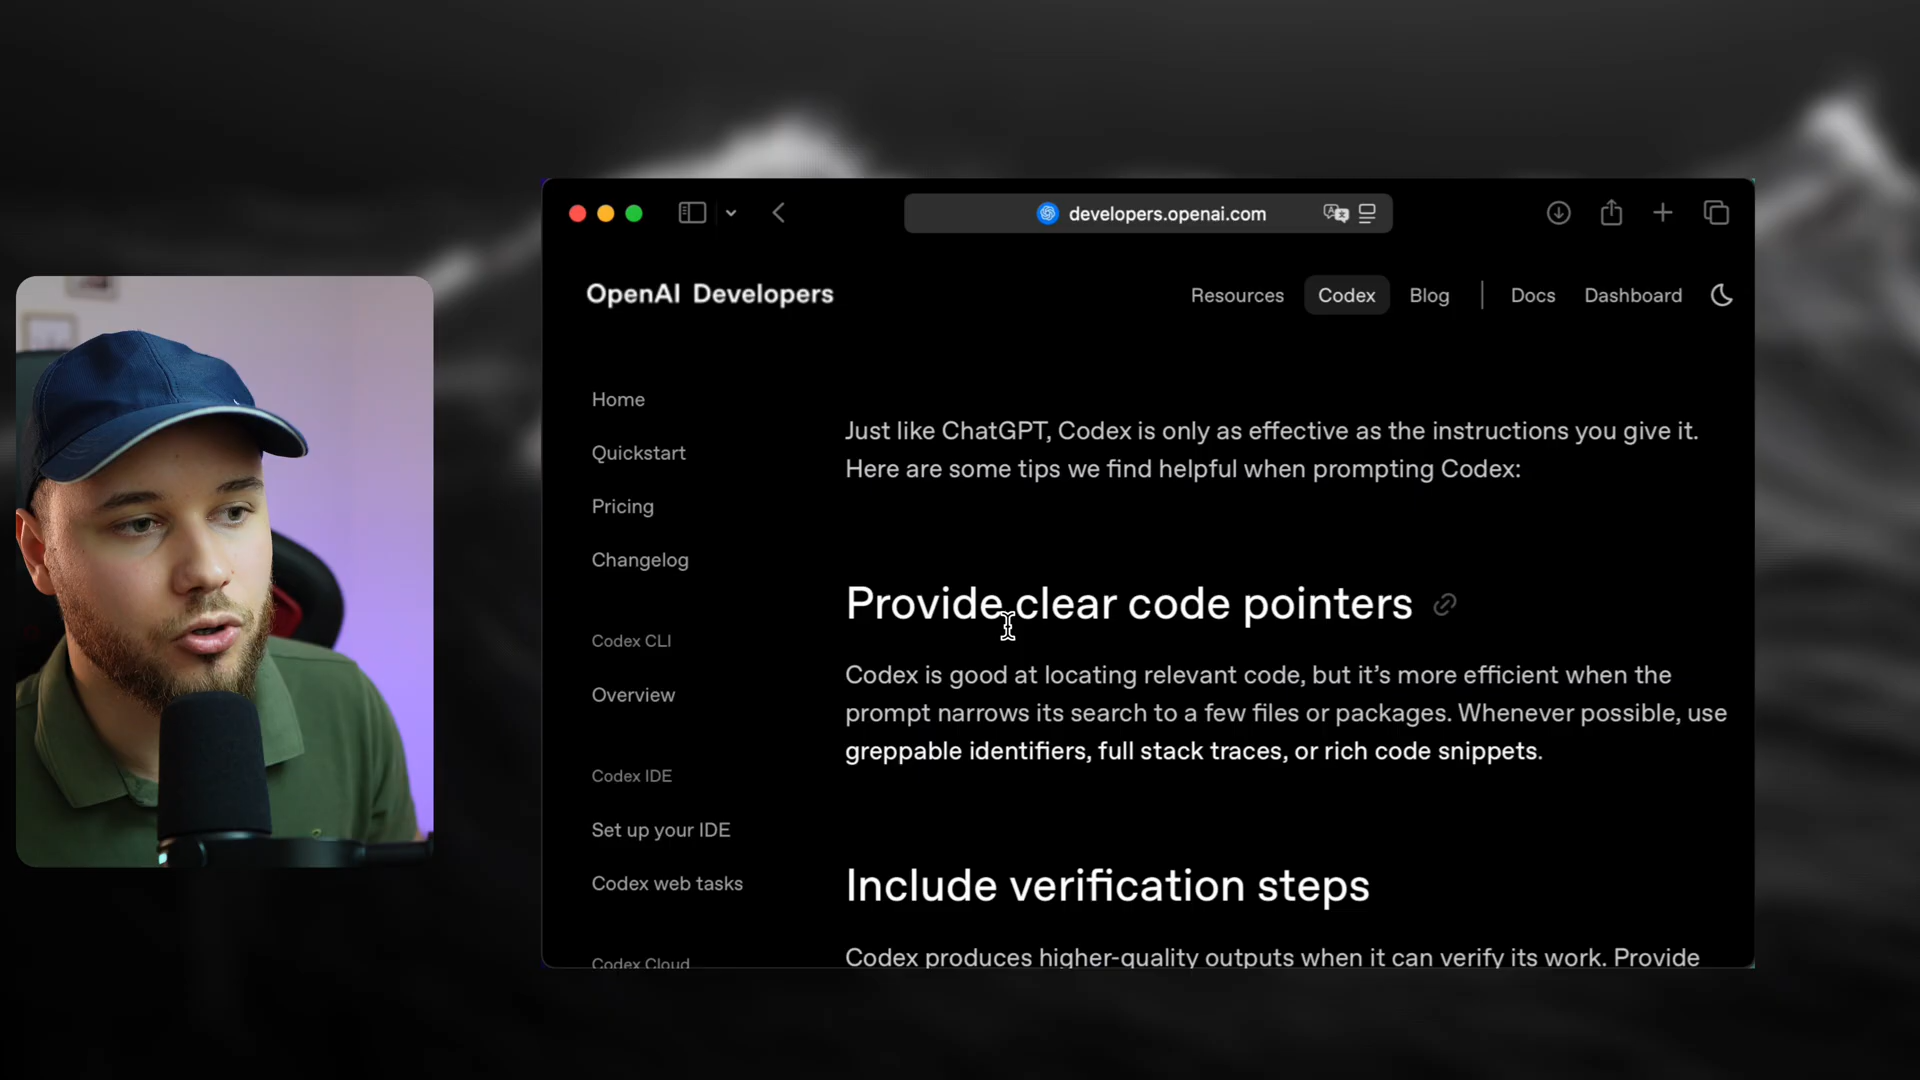 developers.openai.com
OpenAI Developers
Resources
Codex
Blog
Docs
Dashboard
Home
Quickstart
Pricing
Changelog
Codex CLI
Overview
Codex IDE
Set up your IDE
Codex web tasks
Codex Cloud
Just like ChatGPT, Codex is only as effective as the instructions you give it.
Here are some tips we find helpful when prompting Codex:
Provide clear code pointers
Codex is good at locating relevant code, but it’s more efficient when the
prompt narrows its search to a few files or packages. Whenever possible, use
greppable identifiers, full stack traces, or rich code snippets.
Include verification steps
Codex produces higher-quality outputs when it can verify its work. Provide